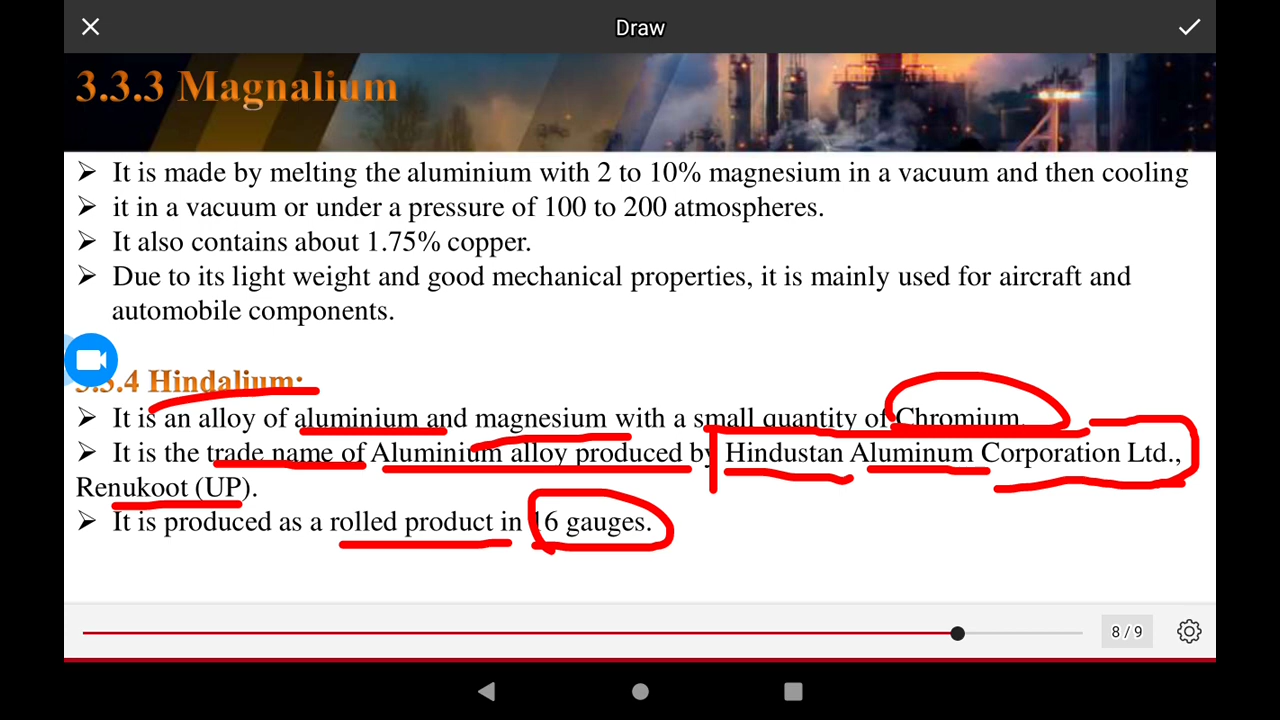 Draw
3.3.3 Magnalium
➢ It is made by melting the aluminium with 2 to 10% magnesium in a vacuum and then cooling
➢ it in a vacuum or under a pressure of 100 to 200 atmospheres.
➢ It also contains about 1.75% copper.
➢ Due to its light weight and good mechanical properties, it is mainly used for aircraft and
automobile components.
3.3.4 Hindalium:
➢ It is an alloy of aluminium and magnesium with a small quantity of Chromium.
➢ It is the trade name of Aluminium alloy produced by Hindustan Aluminum Corporation Ltd.,
Renukoot (UP).
➢ It is produced as a rolled product in 16 gauges.
8 / 9